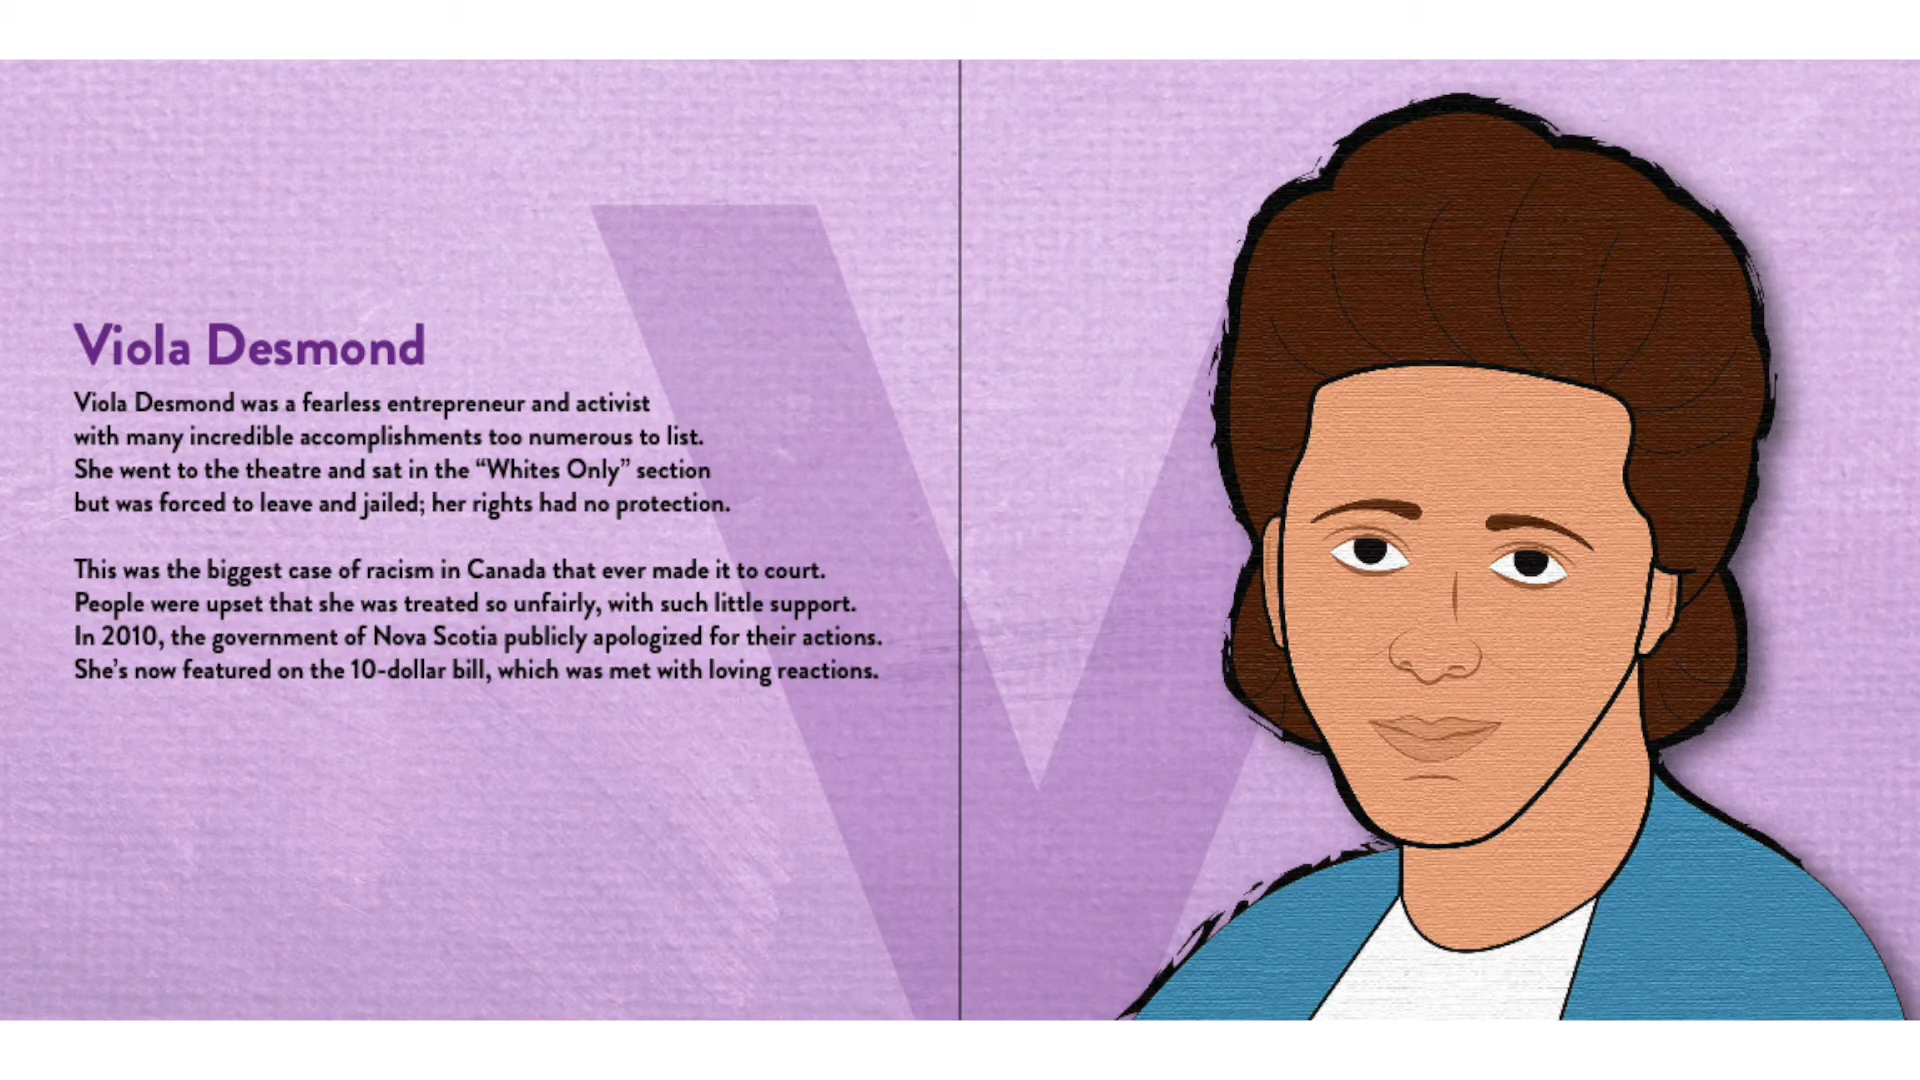 V
Viola Desmond
Viola Desmond was a fearless entrepreneur and activist
with many incredible accomplishments too numerous to list.
She went to the theatre and sat in the “Whites Only” section
but was forced to leave and jailed; her rights had no protection.
This was the biggest case of racism in Canada that ever made it to court.
People were upset that she was treated so unfairly, with such little support.
In 2010, the government of Nova Scotia publicly apologized for their actions.
She’s now featured on the 10-dollar bill, which was met with loving reactions.